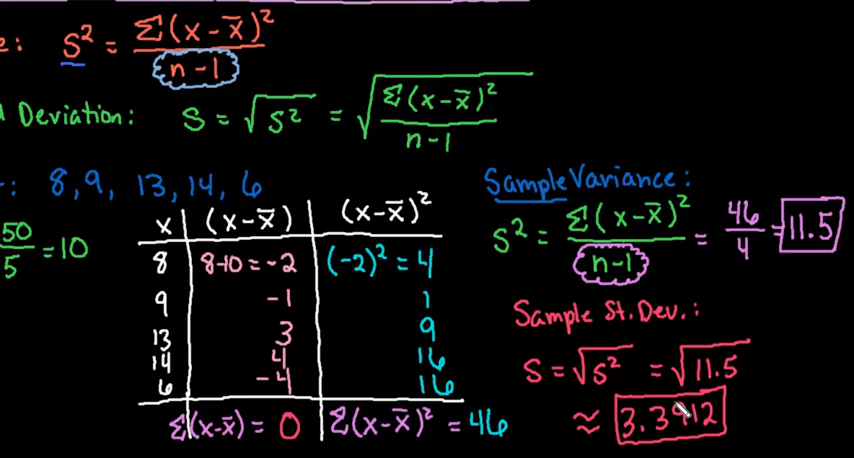 e: S² = Σ(x-x̄)² / n-1
Deviation: S = √S² = √(Σ(x-x̄)² / n-1)
: 8, 9, 13, 14, 6
50/5 = 10
x | (x-x̄) | (x-x̄)²
8 | 8-10=-2 | (-2)² = 4
9 | -1 | 1
13 | 3 | 9
14 | 4 | 16
6 | -4 | 16
Σ(x-x̄) = 0 | Σ(x-x̄)² = 46
Sample Variance:
S² = Σ(x-x̄)² / n-1 = 46/4 = 11.5
Sample St. Dev.:
S = √S² = √11.5
≈ 3.3912